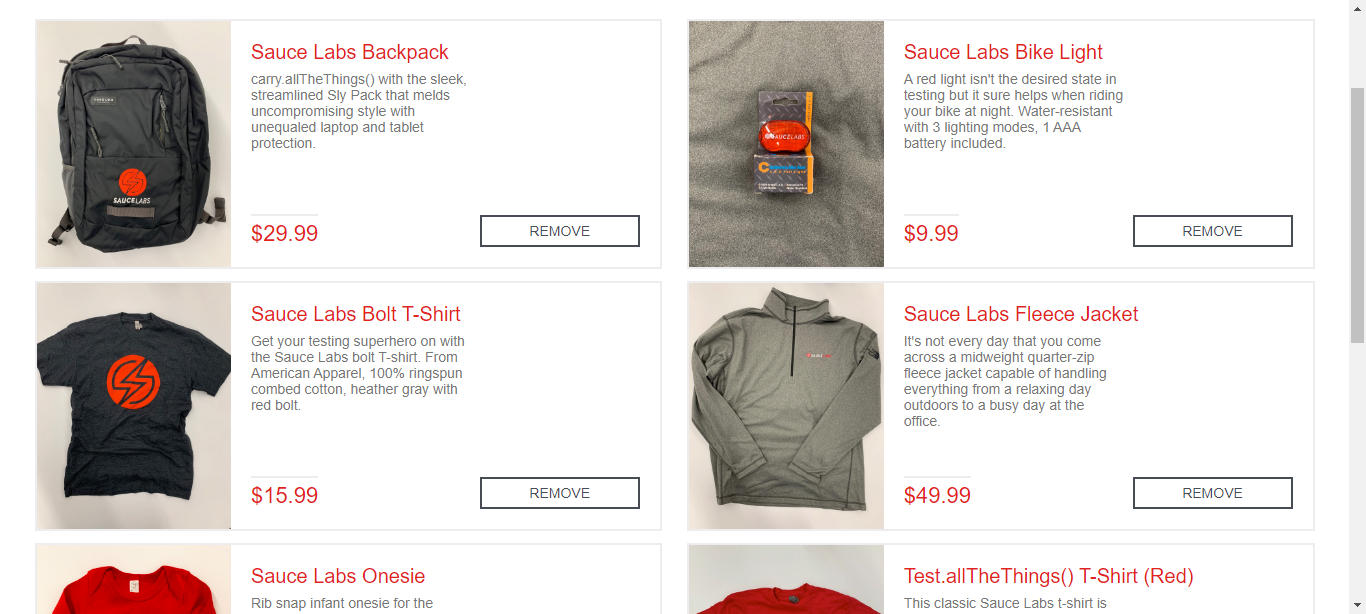 Sauce Labs Backpack
carry.allTheThings() with the sleek,
streamlined Sly Pack that melds
uncompromising style with
unequaled laptop and tablet
protection.
$29.99
REMOVE
SAUCELABS
Sauce Labs Bike Light
A red light isn't the desired state in
testing but it sure helps when riding
your bike at night. Water-resistant
with 3 lighting modes, 1 AAA
battery included.
$9.99
REMOVE
SAUCELABS
Sauce Labs Bolt T-Shirt
Get your testing superhero on with
the Sauce Labs bolt T-shirt. From
American Apparel, 100% ringspun
combed cotton, heather gray with
red bolt.
$15.99
REMOVE
Sauce Labs Fleece Jacket
It's not every day that you come
across a midweight quarter-zip
fleece jacket capable of handling
everything from a relaxing day
outdoors to a busy day at the
office.
$49.99
REMOVE
Sauce Labs Onesie
Rib snap infant onesie for the
Test.allTheThings() T-Shirt (Red)
This classic Sauce Labs t-shirt is